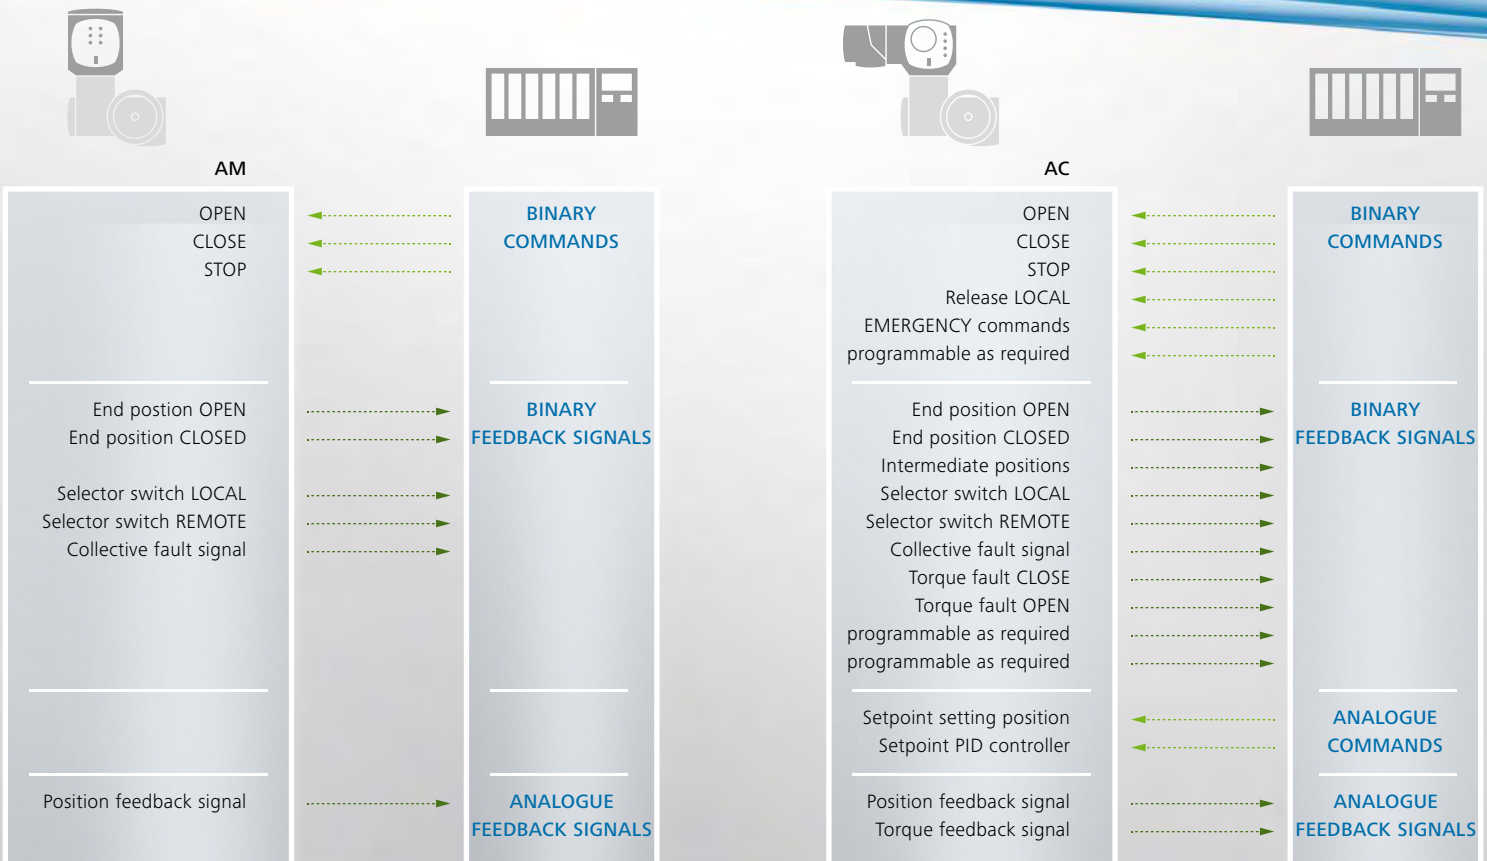 AM
OPEN
CLOSE
STOP
BINARY
COMMANDS
End postion OPEN
End position CLOSED
Selector switch LOCAL
Selector switch REMOTE
Collective fault signal
BINARY
FEEDBACK SIGNALS
Position feedback signal
ANALOGUE
FEEDBACK SIGNALS
AC
OPEN
CLOSE
STOP
Release LOCAL
EMERGENCY commands
programmable as required
BINARY
COMMANDS
End position OPEN
End position CLOSED
Intermediate positions
Selector switch LOCAL
Selector switch REMOTE
Collective fault signal
Torque fault CLOSE
Torque fault OPEN
programmable as required
programmable as required
BINARY
FEEDBACK SIGNALS
Setpoint setting position
Setpoint PID controller
ANALOGUE
COMMANDS
Position feedback signal
Torque feedback signal
ANALOGUE
FEEDBACK SIGNALS